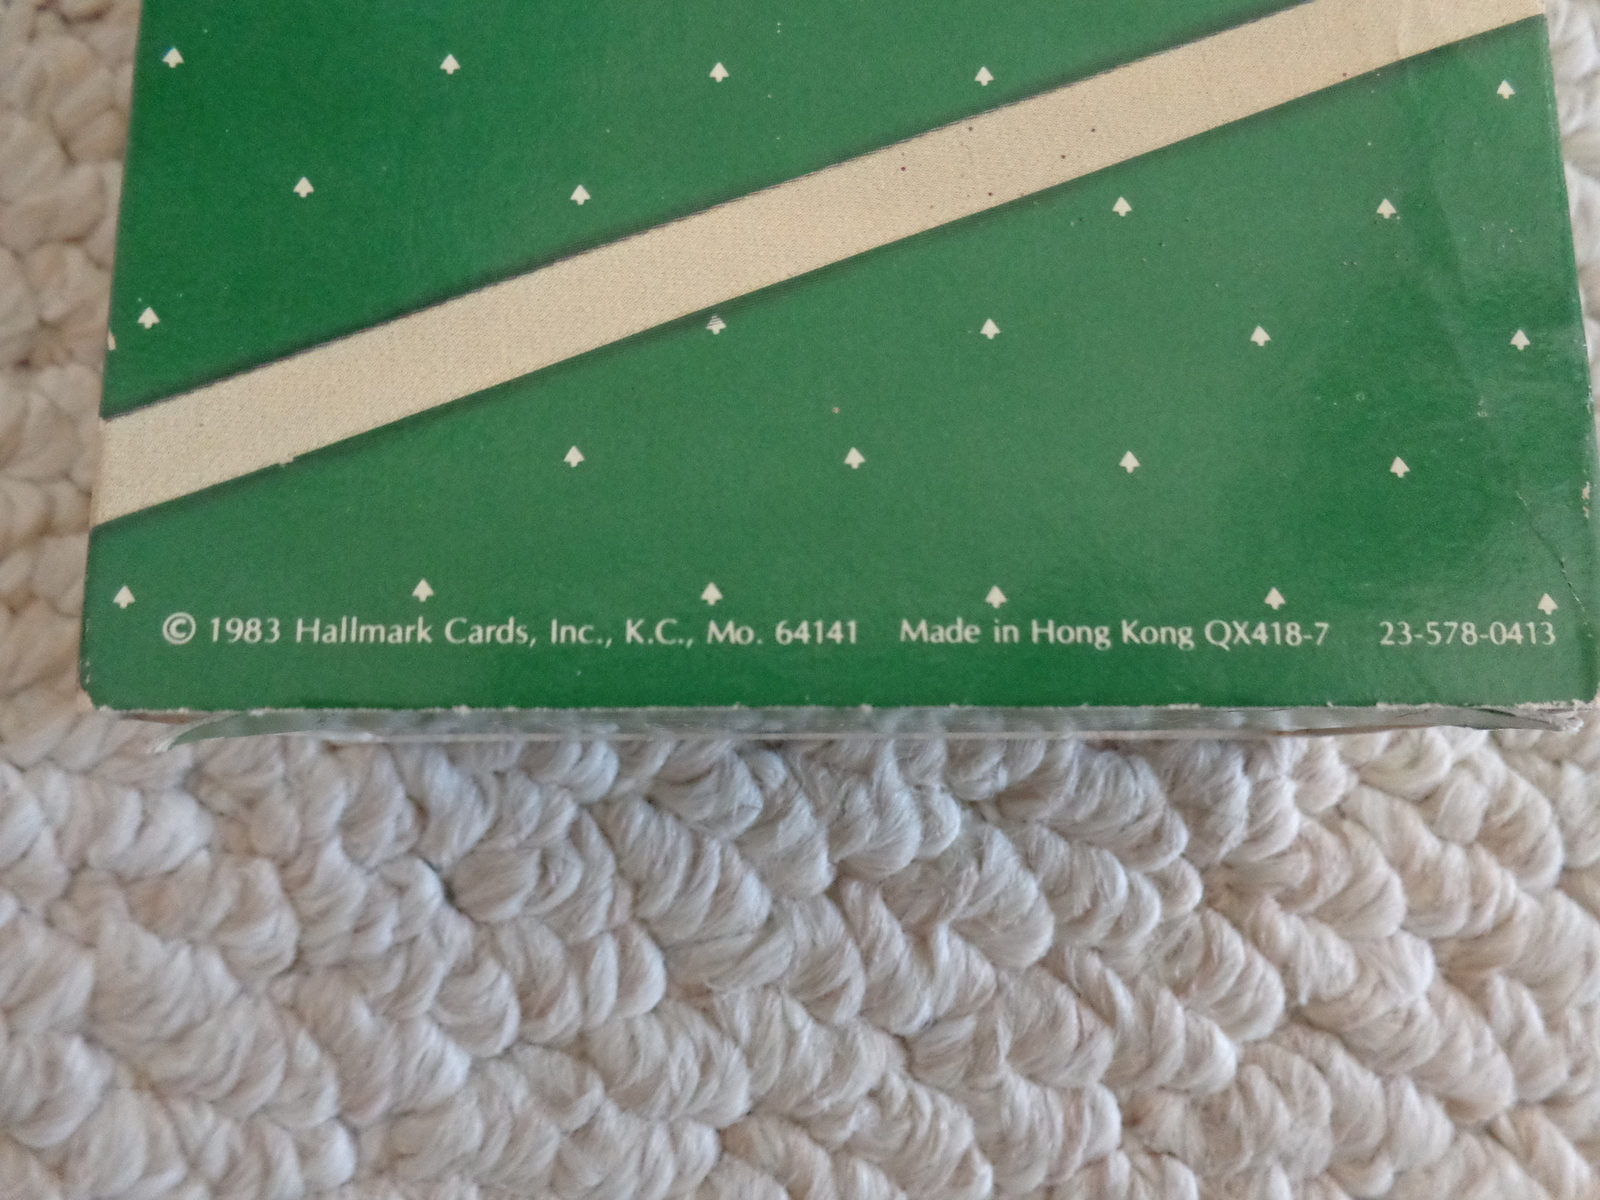 © 1983 Hallmark Cards, Inc., K.C., Mo. 64141 Made in Hong Kong QX418-7 23-578-0413